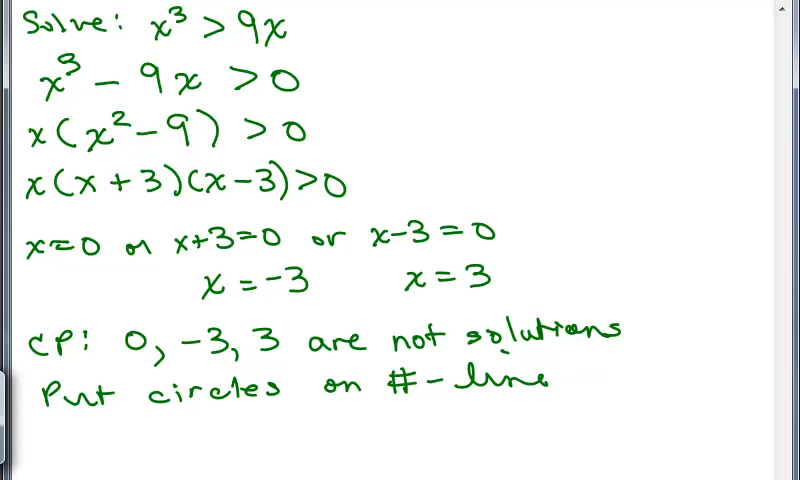 Solve: x³ > 9x
x³ - 9x > 0
x(x² - 9) > 0
x(x + 3)(x - 3) > 0
x = 0 or x + 3 = 0 or x - 3 = 0
x = -3 x = 3
CP: 0, -3, 3 are not solutions
Put circles on # - line